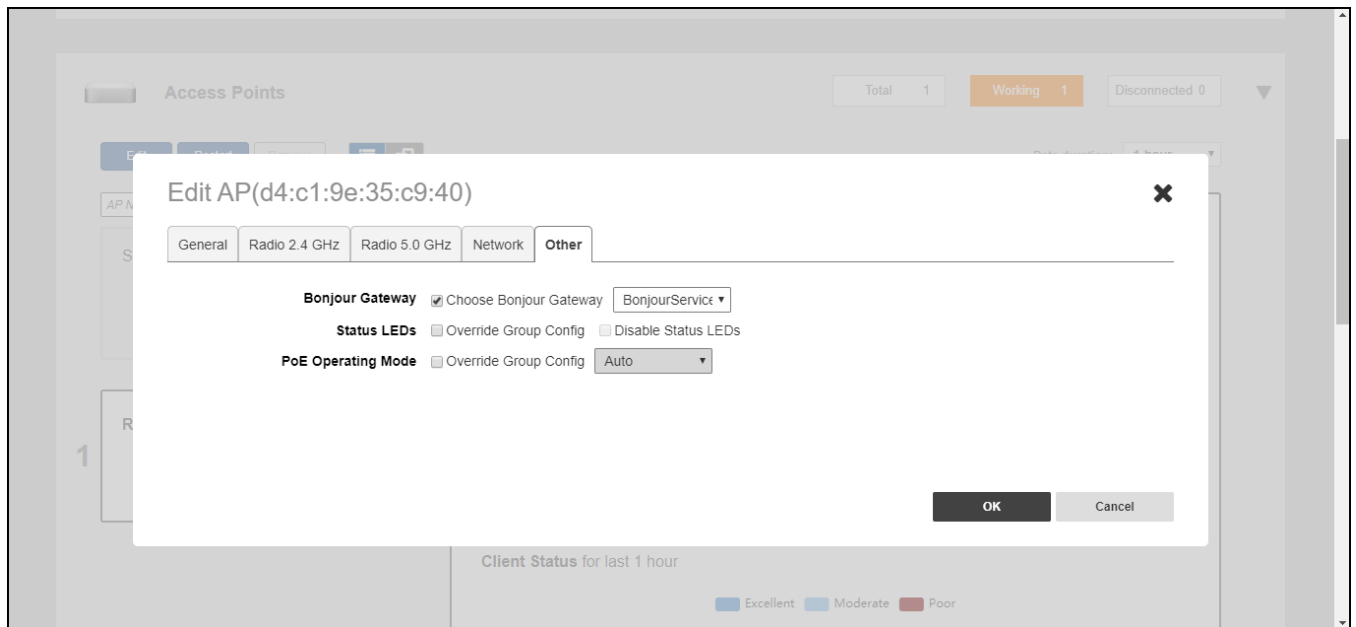 Access Points
Total 1
Working 1
Disconnected 0
1 hour
Edit AP(d4:c1:9e:35:c9:40)
General Radio 2.4 GHz Radio 5.0 GHz Network Other
Bonjour Gateway Choose Bonjour Gateway BonjourService
Status LEDs Override Group Config Disable Status LEDs
PoE Operating Mode Override Group Config Auto
1
OK Cancel
Client Status for last 1 hour
Excellent Moderate Poor